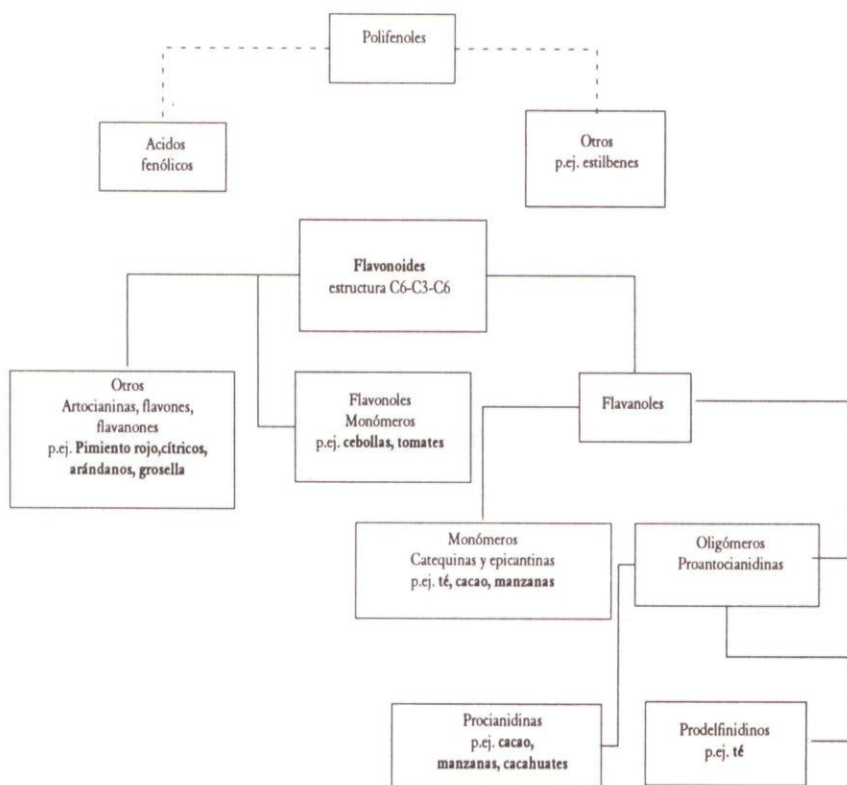 Polifenoles
Acidos
fenólicos
Otros
p.ej. estilbenes
Flavonoides
estructura C6-C3-C6
Otros
Artocianinas, flavones,
flavanones
p.ej. Pimiento rojo,cítricos,
arándanos, grosella
Flavonoles
Monómeros
p.ej. cebollas, tomates
Flavanoles
Monómeros
Catequinas y epicantinas
p.ej. té, cacao, manzanas
Oligómeros
Proantocianidinas
Procianidinas
p.ej. cacao,
manzanas, cacahuates
Prodelfinidinos
p.ej. té